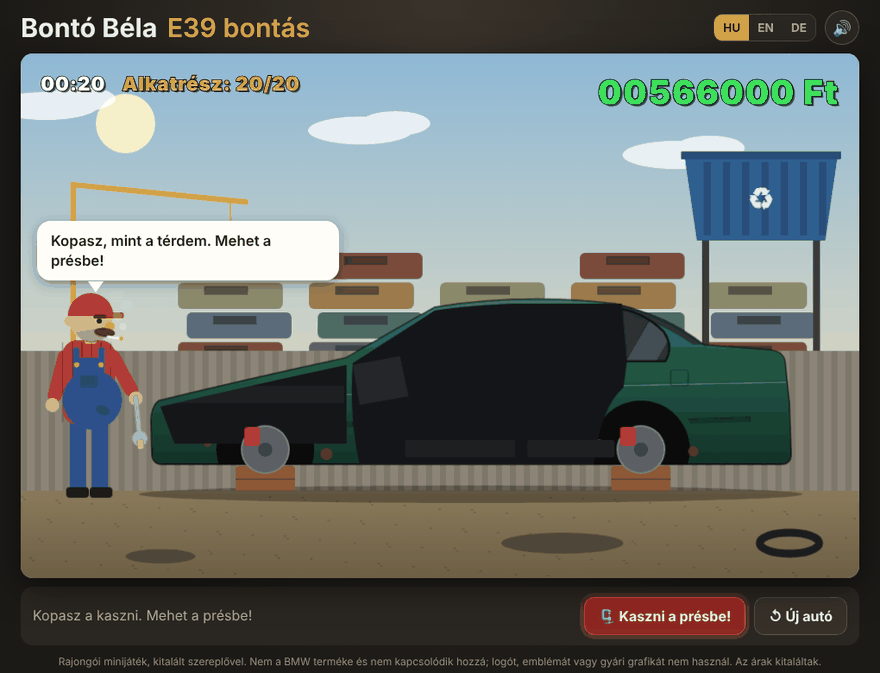 Bontó Béla E39 bontás
HU EN DE
00:20 Alkatrész: 20/20
00566000 Ft
Kopasz, mint a térdem. Mehet a
présbe!
Kopasz a kaszni. Mehet a présbe!
Kaszni a présbe!
Új autó
Rajongói minijáték, kitalált szereplővel. Nem a BMW terméke és nem kapcsolódik hozzá; logót, emblémát vagy gyári grafikát nem használ. Az árak kitaláltak.